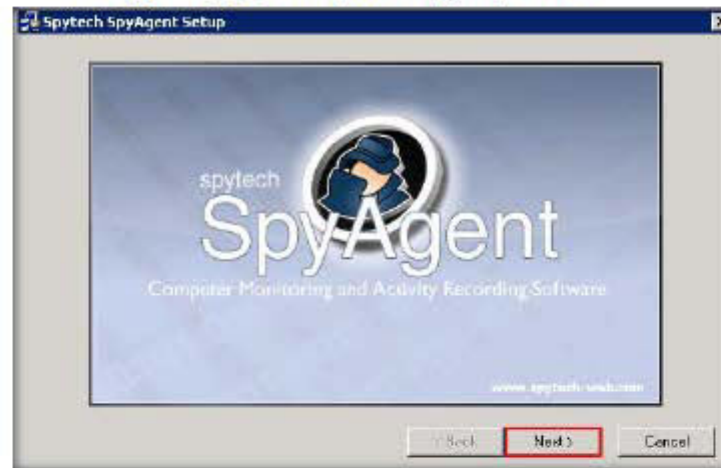 Spytech SpyAgent Setup
spytech
SpyAgent
Computer Monitoring and Activity Recording Software
www.spytech-web.com
< Back
Next >
Cancel